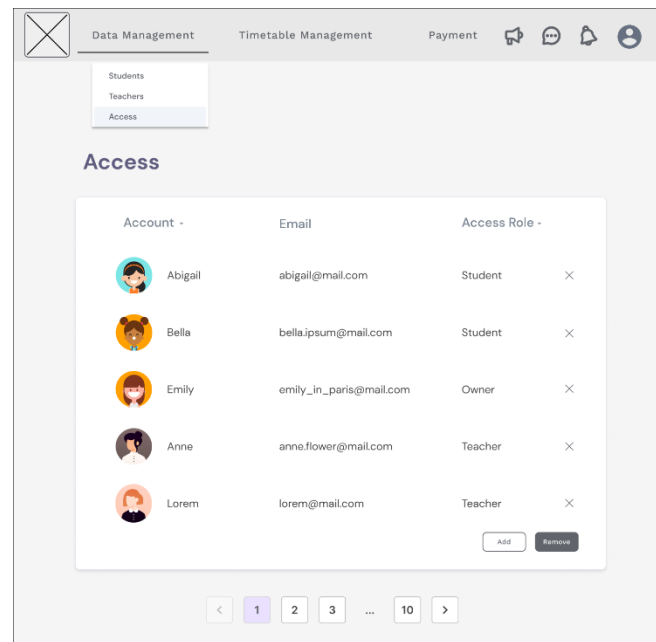 Data Management Timetable Management Payment
Students
Teachers
Access
Access
Account - Email Access Role -
Abigail abigail@mail.com Student
Bella bella.ipsum@mail.com Student
Emily emily_in_paris@mail.com Owner
Anne anne.flower@mail.com Teacher
Lorem lorem@mail.com Teacher
Add Remove
< 1 2 3 ... 10 >